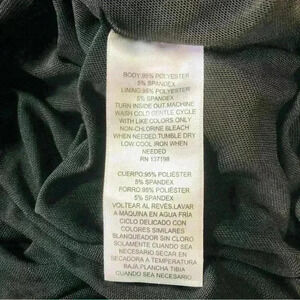 BODY:95% POLYESTER
5% SPANDEX
LINING:95% POLYESTER
5% SPANDEX
TURN INSIDE OUT.MACHINE
WASH COLD GENTLE CYCLE
WITH LIKE COLORS.ONLY
NON-CHLORINE BLEACH
WHEN NEEDED.TUMBLE DRY
LOW.COOL IRON WHEN
NEEDED
RN 137198
CUERPO:95% POLIÉSTER
5% SPANDEX
FORRO:95% POLIÉSTER
5% SPANDEX
VOLTEAR AL REVÉS.LAVAR
A MAQUINA EN AGUA FRÍA
CICLO DELICADO CON
COLORES SIMILARES
BLANQUEADOR SIN CLORO
SOLAMENTE CUANDO SEA
NECESARIO SECAR EN
SECADORA A TEMPERATURA
BAJA PLANCHA TIBIA
CUANDO SEA NECESARIO